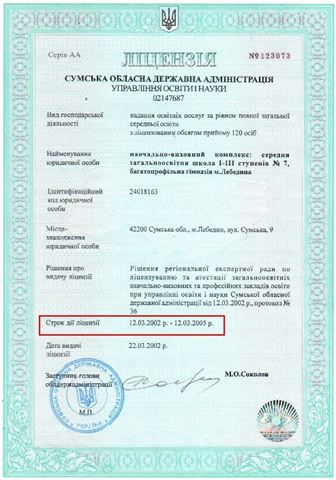 Серія АА
ЛІЦЕНЗІЯ
№123073
СУМСЬКА ОБЛАСНА ДЕРЖАВНА АДМІНІСТРАЦІЯ
УПРАВЛІННЯ ОСВІТИ І НАУКИ
02147687
Вид господарської діяльності
надання освітніх послуг за рівнем повної загальної
середньої освіти
з ліцензованим обсягом прийому 120 осіб
Найменування юридичної особи
навчально-виховний комплекс: середня
загальноосвітня школа І-ІІІ ступенів № 7,
багатопрофільна гімназія м.Лебедина
Ідентифікаційний код юридичної особи
24018163
Місце-знаходження юридичної особи
42200 Сумська обл., м.Лебедин, вул.Сумська, 9
Рішення про видачу ліцензії
Рішення регіональної експертної ради по
ліцензуванню та атестації загальноосвітніх
навчально-виховних та професійних закладів освіти
при управлінні освіти і науки Сумської обласної
державної адміністрації від 12.03.2002 р., протокол №
36
Строк дії ліцензії
12.03.2002 р. - 12.03.2005 р.
Дата видачі ліцензії
22.03.2002 р.
Заступник голови
облдержадміністрації
М.О.Соколов
М.П.